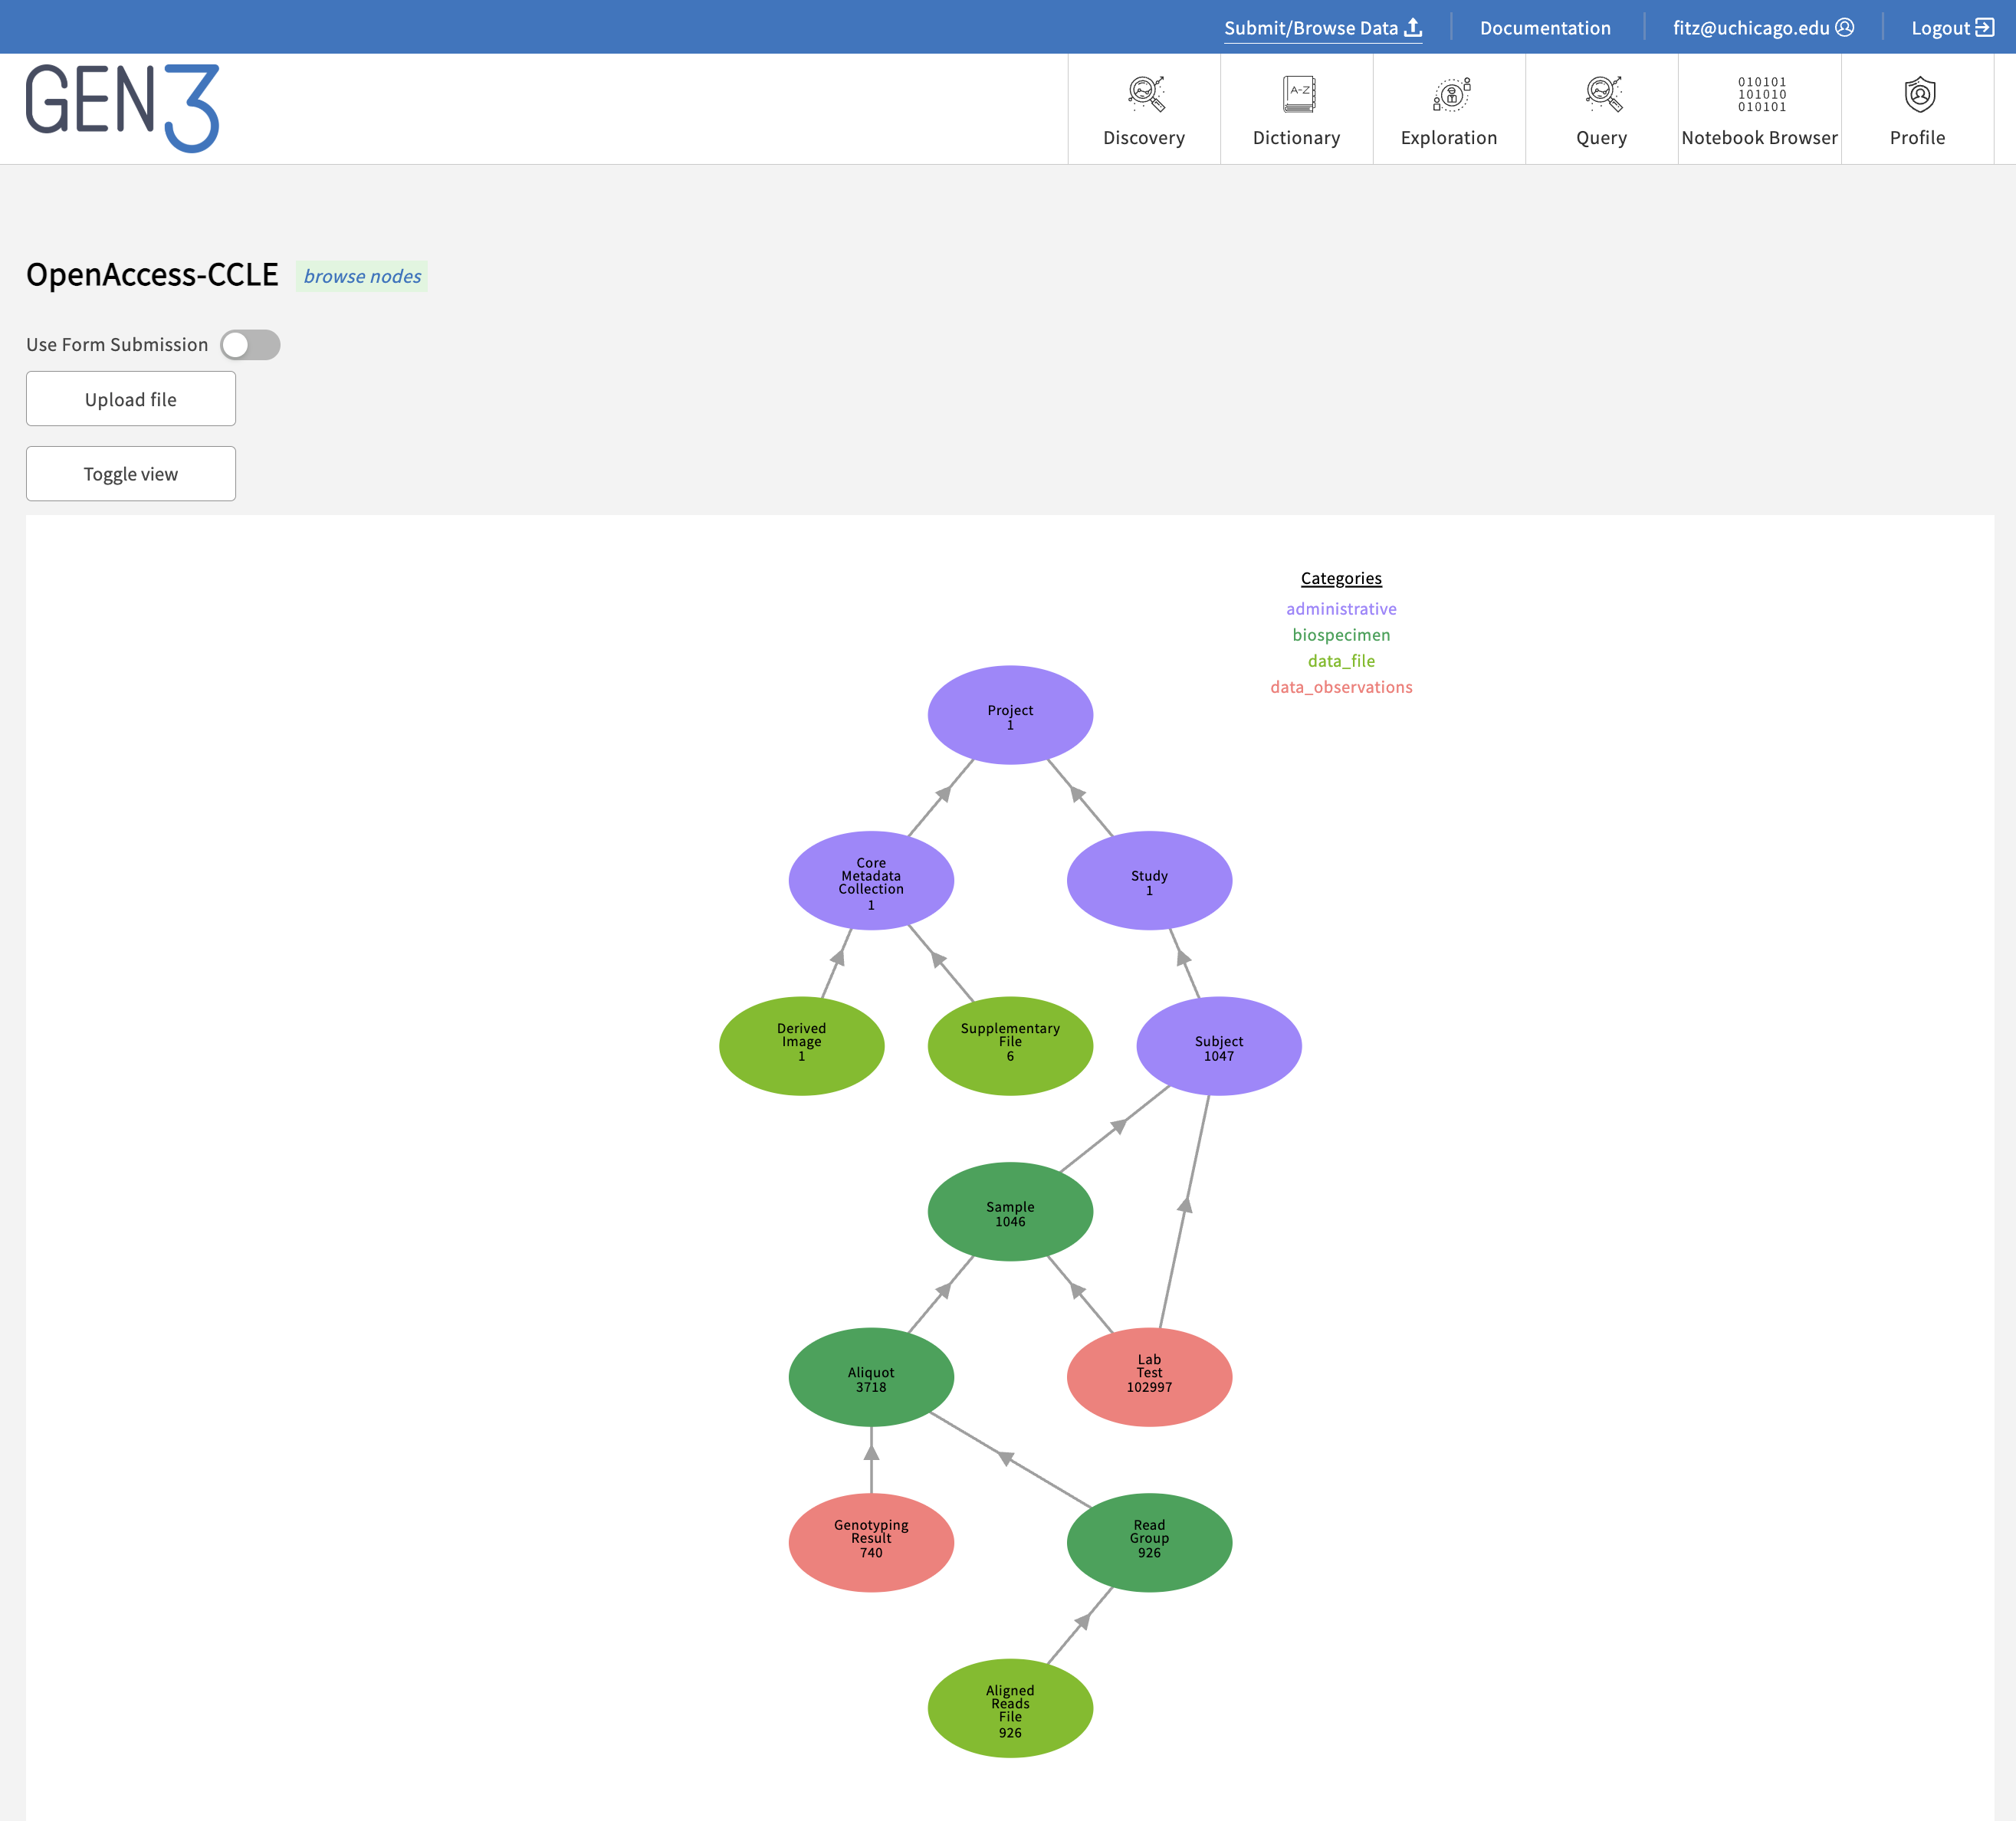 Submit/Browse Data
Documentation
fitz@uchicago.edu
Logout
GEN3
A-Z
010101
101010
010101
Discovery
Dictionary
Exploration
Query
Notebook Browser
Profile
OpenAccess-CCLE
browse nodes
Use Form Submission
Upload file
Toggle view
Categories
administrative
biospecimen
data_file
data_observations
Project
1
Core
Metadata
Collection
1
Study
1
Derived
Image
1
Supplementary
File
6
Subject
1047
Sample
1046
Aliquot
3718
Lab
Test
102997
Genotyping
Result
740
Read
Group
926
Aligned
Reads
File
926